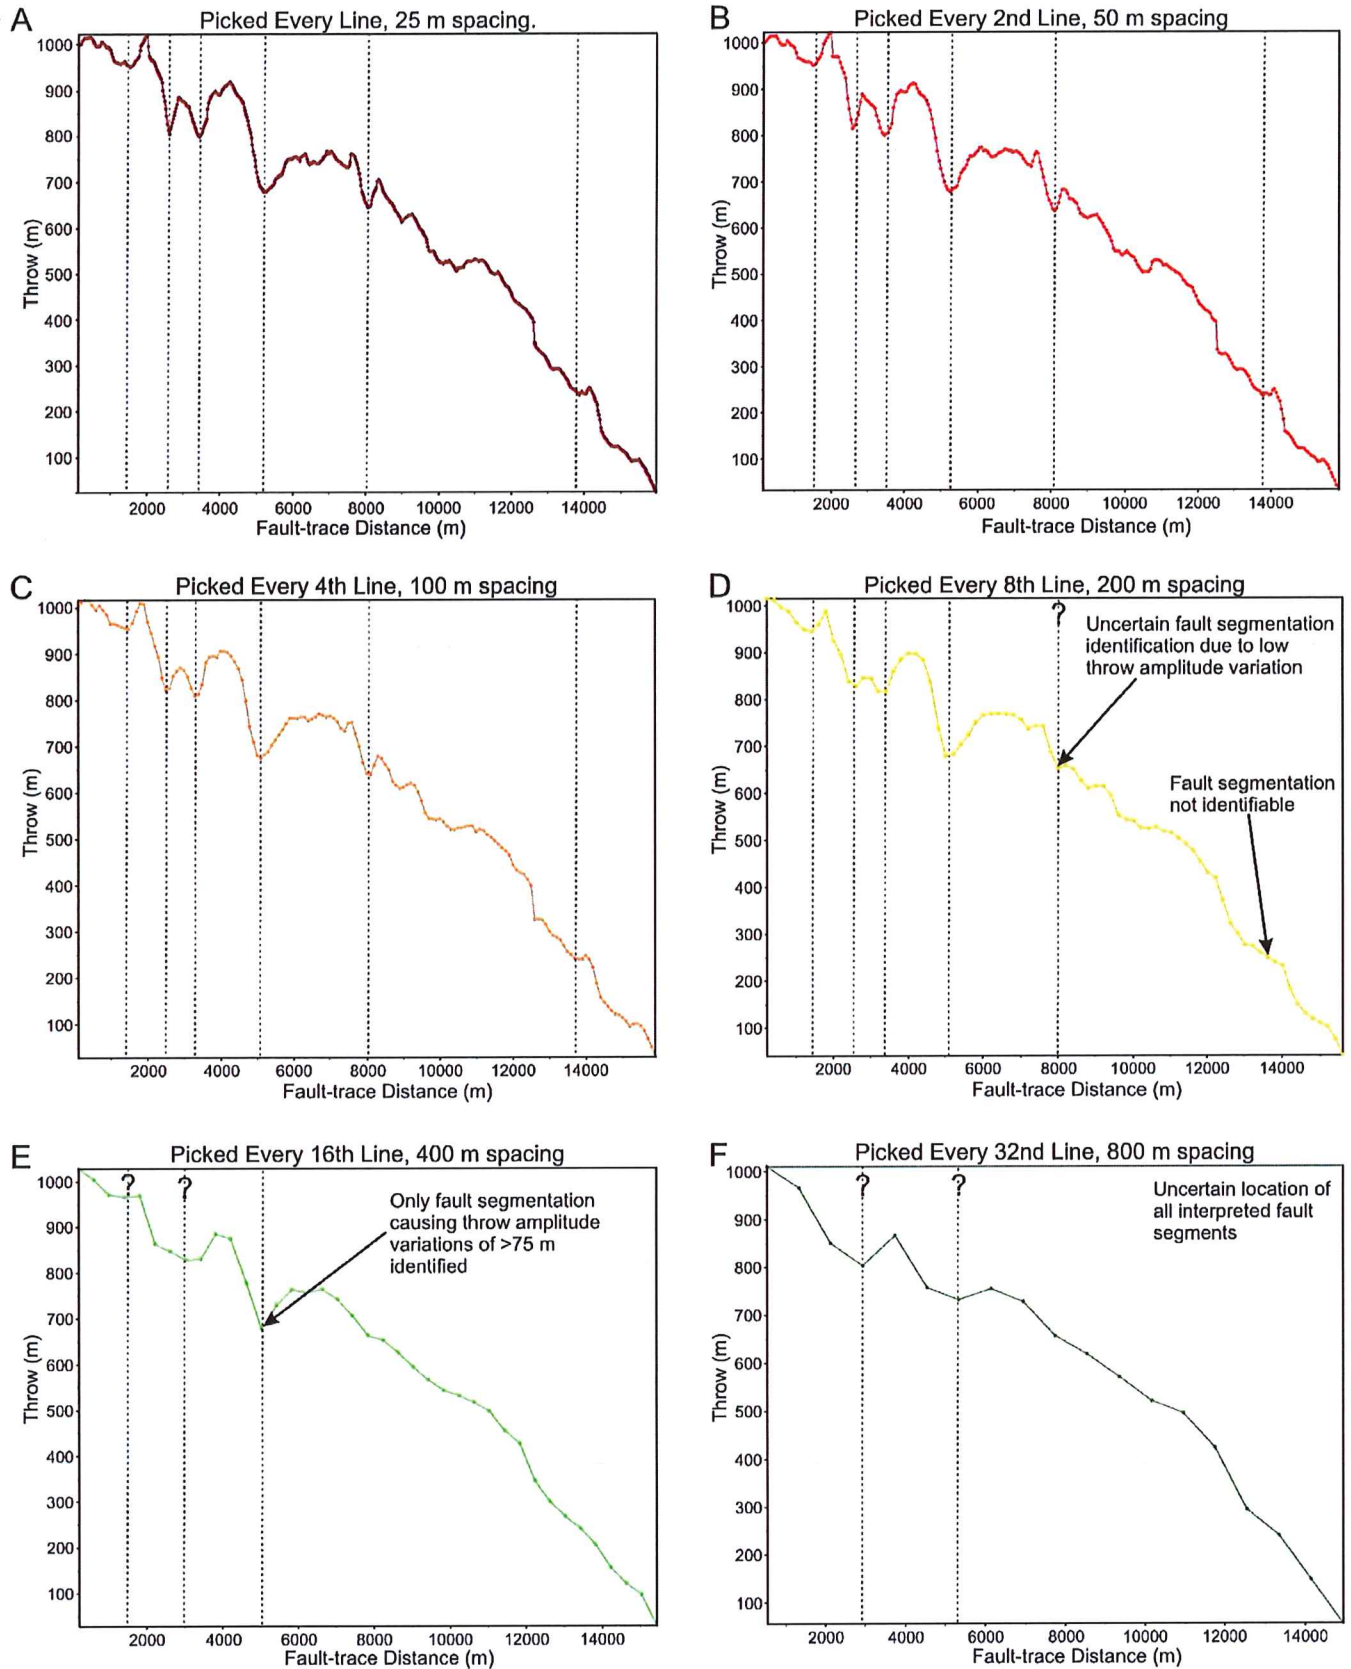 A
Picked Every Line, 25 m spacing.
1000
900
800
700
600
500
400
300
200
100
Throw (m)
2000 4000 6000 8000 10000 12000 14000
Fault-trace Distance (m)
B
Picked Every 2nd Line, 50 m spacing
1000
900
800
700
600
500
400
300
200
100
Throw (m)
2000 4000 6000 8000 10000 12000 14000
Fault-trace Distance (m)
C
Picked Every 4th Line, 100 m spacing
1000
900
800
700
600
500
400
300
200
100
Throw (m)
2000 4000 6000 8000 10000 12000 14000
Fault-trace Distance (m)
D
Picked Every 8th Line, 200 m spacing
?
Uncertain fault segmentation
identification due to low
throw amplitude variation
Fault segmentation
not identifiable
1000
900
800
700
600
500
400
300
200
100
Throw (m)
2000 4000 6000 8000 10000 12000 14000
Fault-trace Distance (m)
E
Picked Every 16th Line, 400 m spacing
? ?
Only fault segmentation
causing throw amplitude
variations of >75 m
identified
1000
900
800
700
600
500
400
300
200
100
Throw (m)
2000 4000 6000 8000 10000 12000 14000
Fault-trace Distance (m)
F
Picked Every 32nd Line, 800 m spacing
? ?
Uncertain location of
all interpreted fault
segments
1000
900
800
700
600
500
400
300
200
100
Throw (m)
2000 4000 6000 8000 10000 12000 14000
Fault-trace Distance (m)